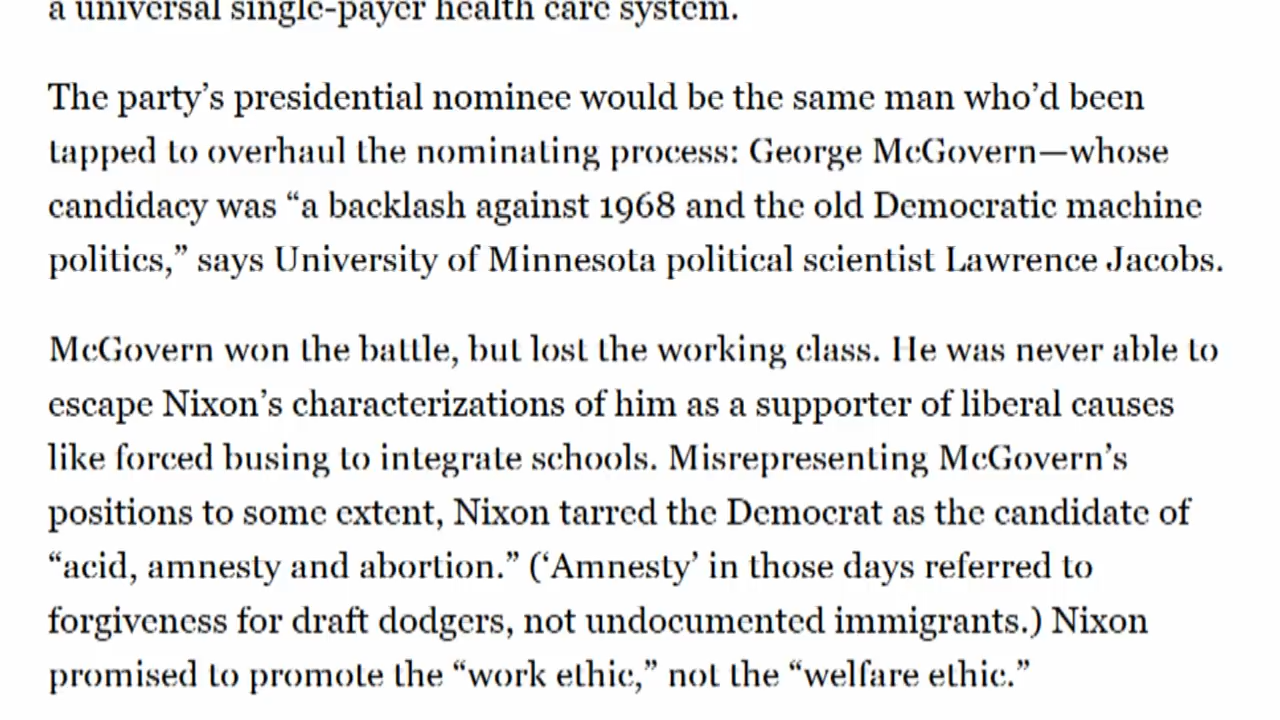 a universal single-payer health care system.
The party’s presidential nominee would be the same man who’d been
tapped to overhaul the nominating process: George McGovern—whose
candidacy was “a backlash against 1968 and the old Democratic machine
politics,” says University of Minnesota political scientist Lawrence Jacobs.
McGovern won the battle, but lost the working class. He was never able to
escape Nixon’s characterizations of him as a supporter of liberal causes
like forced busing to integrate schools. Misrepresenting McGovern’s
positions to some extent, Nixon tarred the Democrat as the candidate of
“acid, amnesty and abortion.” (‘Amnesty’ in those days referred to
forgiveness for draft dodgers, not undocumented immigrants.) Nixon
promised to promote the “work ethic,” not the “welfare ethic.”